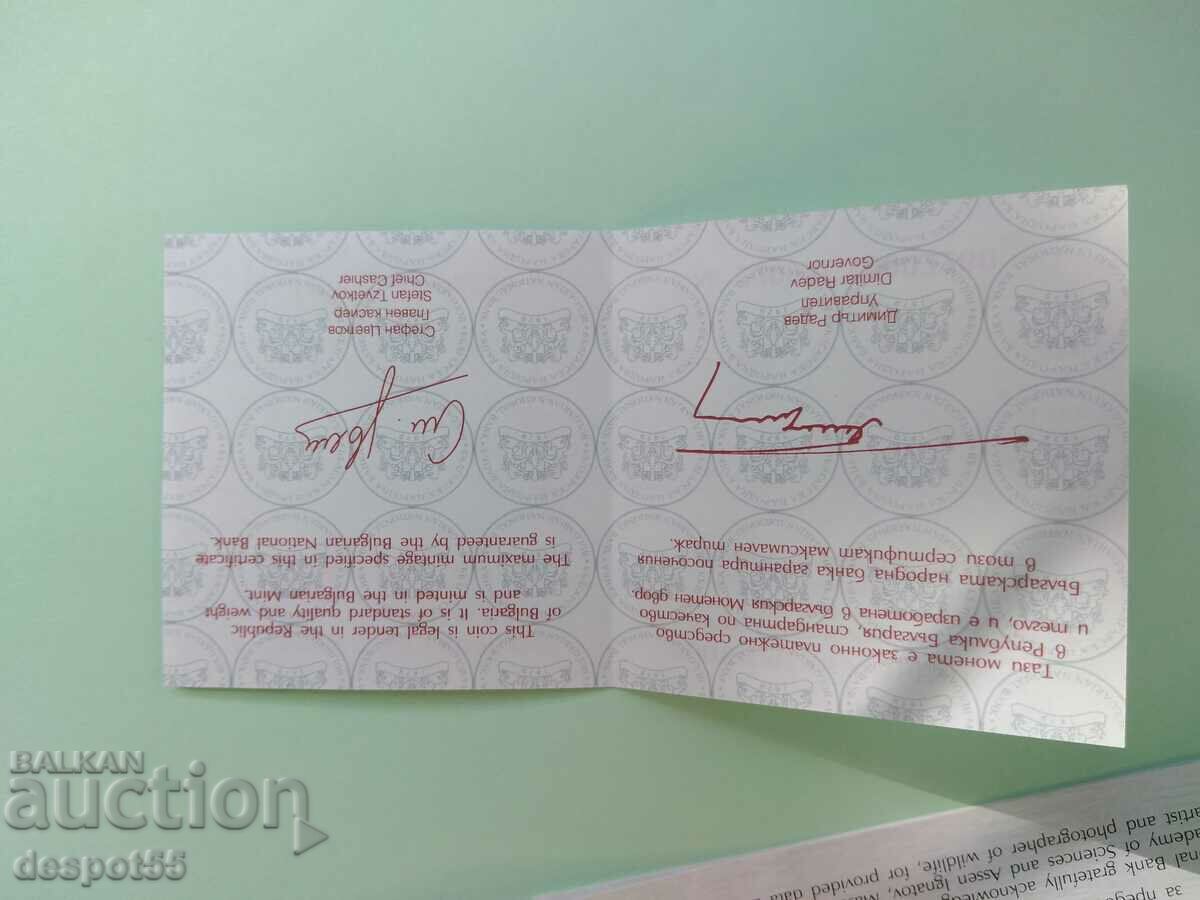 Тази монета е законно платежно средство
в Република България, стандартна по качество
и тегло, и е изработена в Българския Монетен двор.
Българската народна банка гарантира посочения
в този сертификат максимален тираж.
Димитър Радев
Управител
Dimitar Radev
Governor
This coin is legal tender in the Republic
of Bulgaria. It is of standard quality and weight
and is minted in the Bulgarian Mint.
The maximum mintage specified in this certificate
is guaranteed by the Bulgarian National Bank.
Стефан Цветков
Главен касиер
Stefan Tzvetkov
Chief Cashier
за
Bank gratefully
of Sciences and Assen Ignatov,
artist and photographer of wildlife, for provided data
BALKAN
auction
despot55